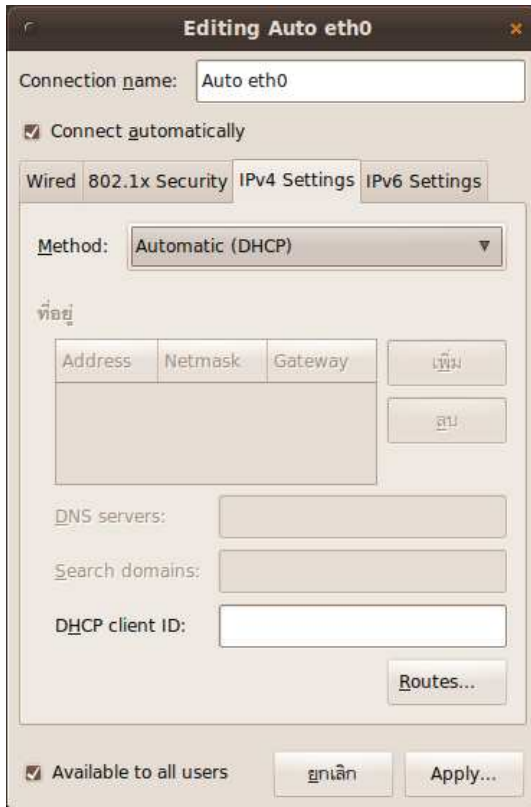 Editing Auto eth0
Connection name: Auto eth0
Connect automatically
Wired 802.1x Security IPv4 Settings IPv6 Settings
Method: Automatic (DHCP)
ที่อยู่
Address Netmask Gateway เพิ่ม
ลบ
DNS servers:
Search domains:
DHCP client ID:
Routes...
Available to all users ยกเลิก Apply...